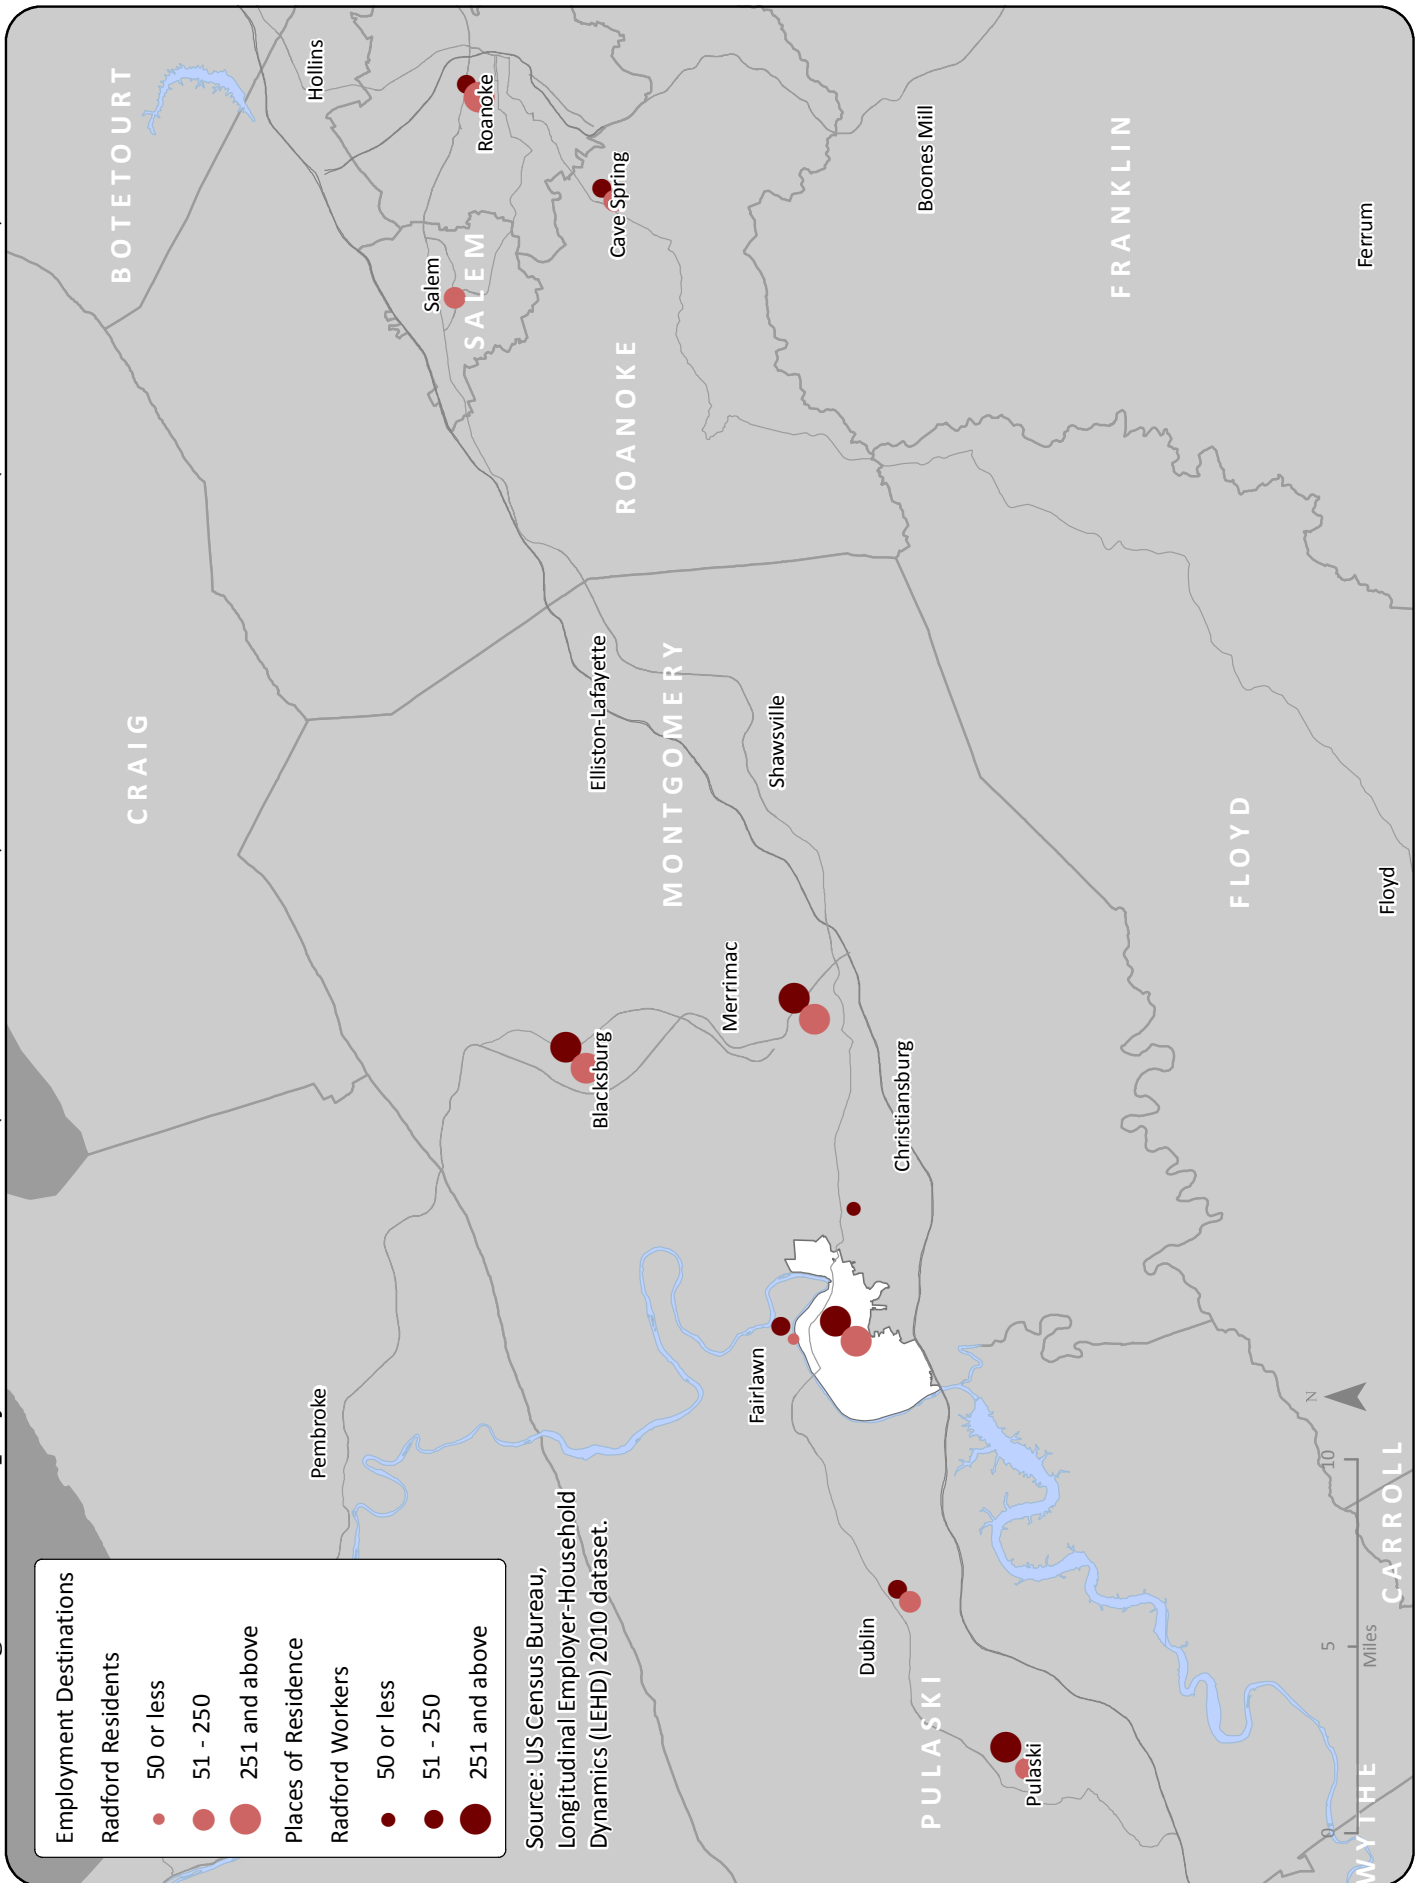 Employment Destinations
Radford Residents
50 or less
51 - 250
251 and above
Places of Residence
Radford Workers
50 or less
51 - 250
251 and above
Source: US Census Bureau,
Longitudinal Employer-Household
Dynamics (LEHD) 2010 dataset.
CRAIG
BOTETOURT
Hollins
Pembroke
Salem
SALEM
Roanoke
Blacksburg
Elliston-Lafayette
ROANOKE
Cave Spring
MONTGOMERY
Merrimac
Fairlawn
Shawsville
Dublin
Christiansburg
PULASKI
Boones Mill
Pulaski
FRANKLIN
FLOYD
N
0
5
10
Miles
WYTHE
CARROLL
Floyd
Ferrum